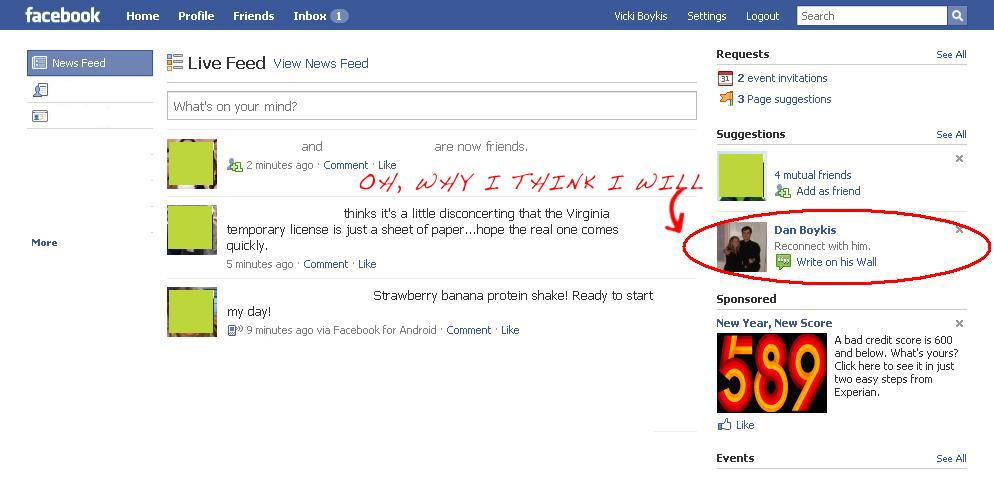 facebook Home Profile Friends Inbox 1 Vicki Boykis Settings Logout Search
News Feed
More
Live Feed View News Feed
What's on your mind?
and are now friends.
2 minutes ago · Comment · Like
OH, WHY I THINK I WILL
thinks it's a little disconcerting that the Virginia
temporary license is just a sheet of paper...hope the real one comes
quickly.
5 minutes ago · Comment · Like
Strawberry banana protein shake! Ready to start
my day!
9 minutes ago via Facebook for Android · Comment · Like
Requests See All
31 2 event invitations
3 Page suggestions
Suggestions See All
4 mutual friends
Add as friend
Dan Boykis
Reconnect with him.
Write on his Wall
Sponsored
New Year, New Score
589
A bad credit score is 600
and below. What's yours?
Click here to see it in just
two easy steps from
Experian.
Like
Events See All